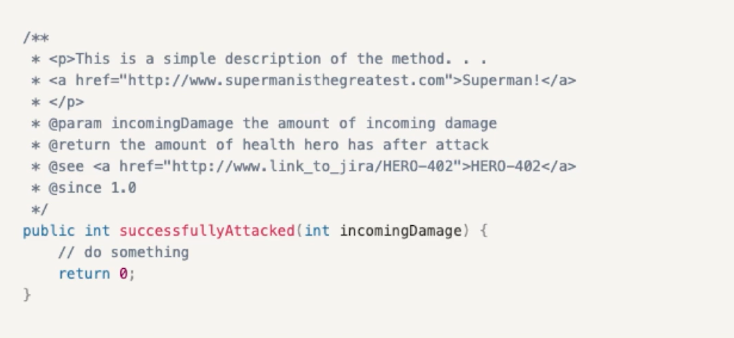 /**
 * <p>This is a simple description of the method. . .
 * <a href="http://www.supermanisthegreatest.com">Superman!</a>
 * </p>
 * @param incomingDamage the amount of incoming damage
 * @return the amount of health hero has after attack
 * @see <a href="http://www.link_to_jira/HERO-402">HERO-402</a>
 * @since 1.0
 */
public int successfullyAttacked(int incomingDamage) {
    // do something
    return 0;
}